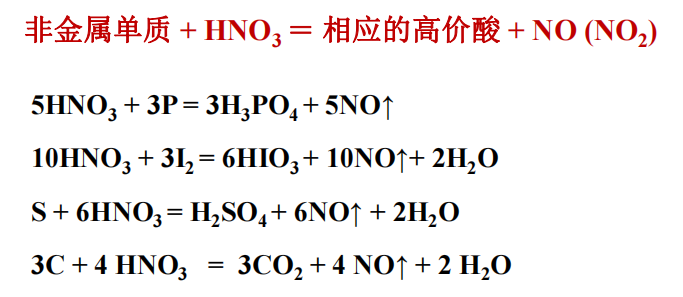 非金属单质 + HNO₃ = 相应的高价酸 + NO (NO₂)
5HNO₃ + 3P = 3H₃PO₄ + 5NO↑
10HNO₃ + 3I₂ = 6HIO₃ + 10NO↑+ 2H₂O
S + 6HNO₃ = H₂SO₄ + 6NO↑ + 2H₂O
3C + 4 HNO₃ = 3CO₂ + 4 NO↑ + 2 H₂O